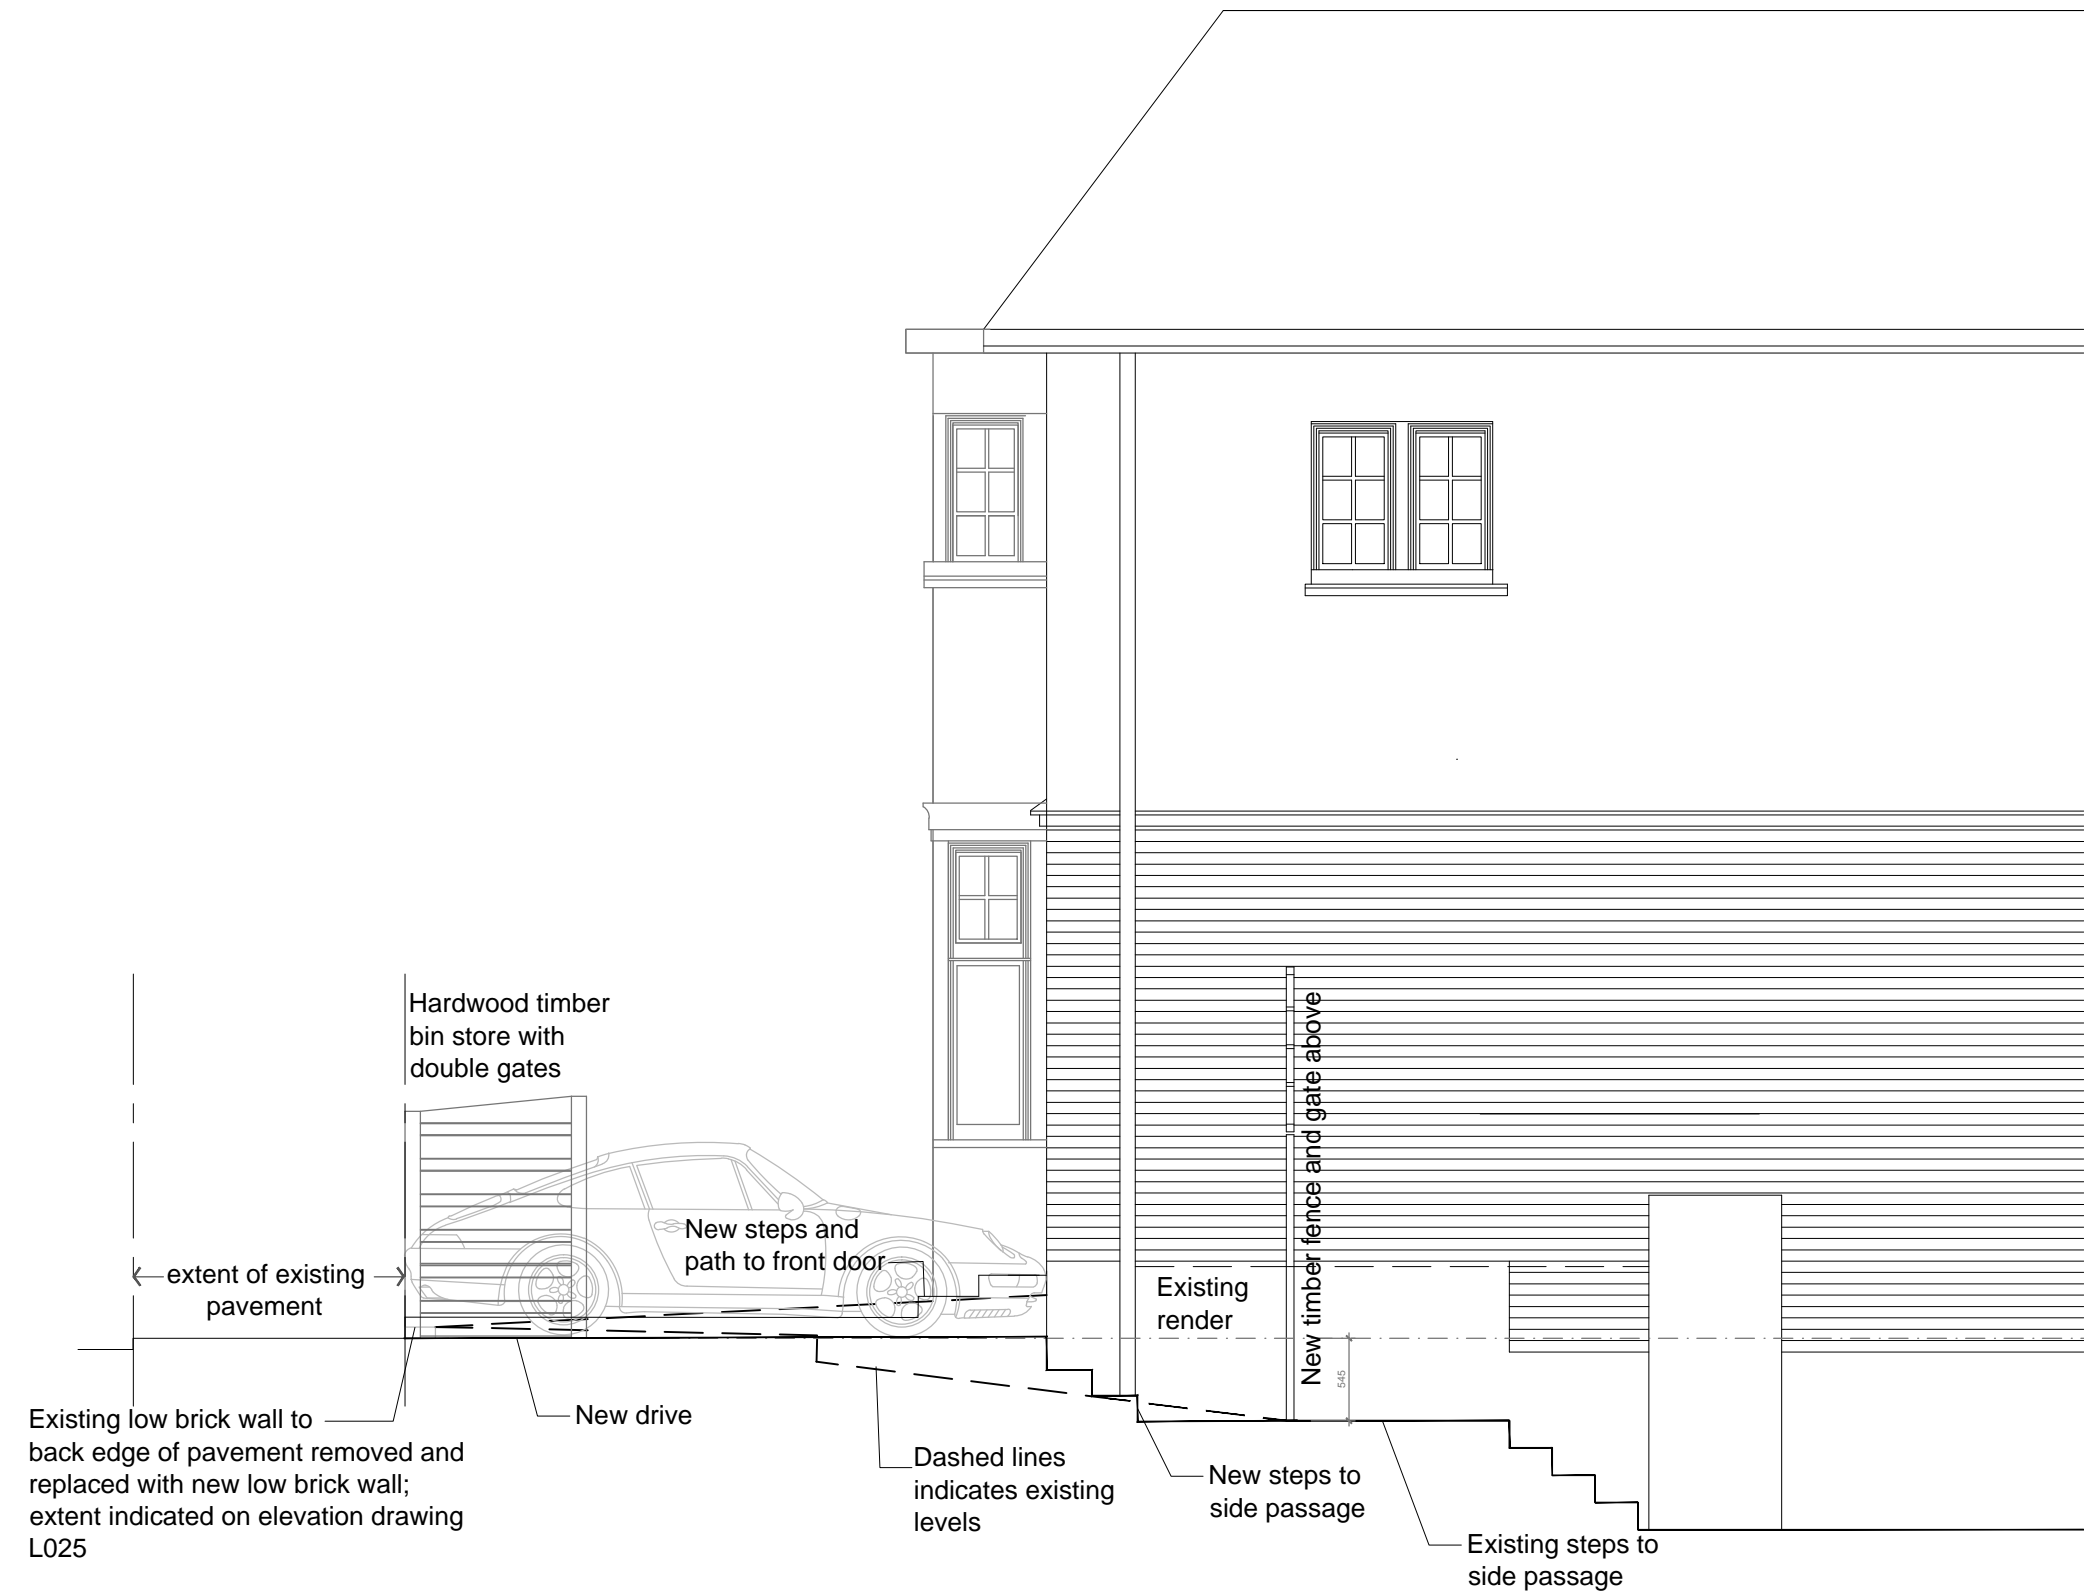 Hardwood timber
bin store with
double gates
New timber fence and gate above
New steps and
path to front door
extent of existing
pavement
Existing
render
545
Existing low brick wall to
back edge of pavement removed and
replaced with new low brick wall;
extent indicated on elevation drawing
L025
New drive
Dashed lines
indicates existing
levels
New steps to
side passage
Existing steps to
side passage